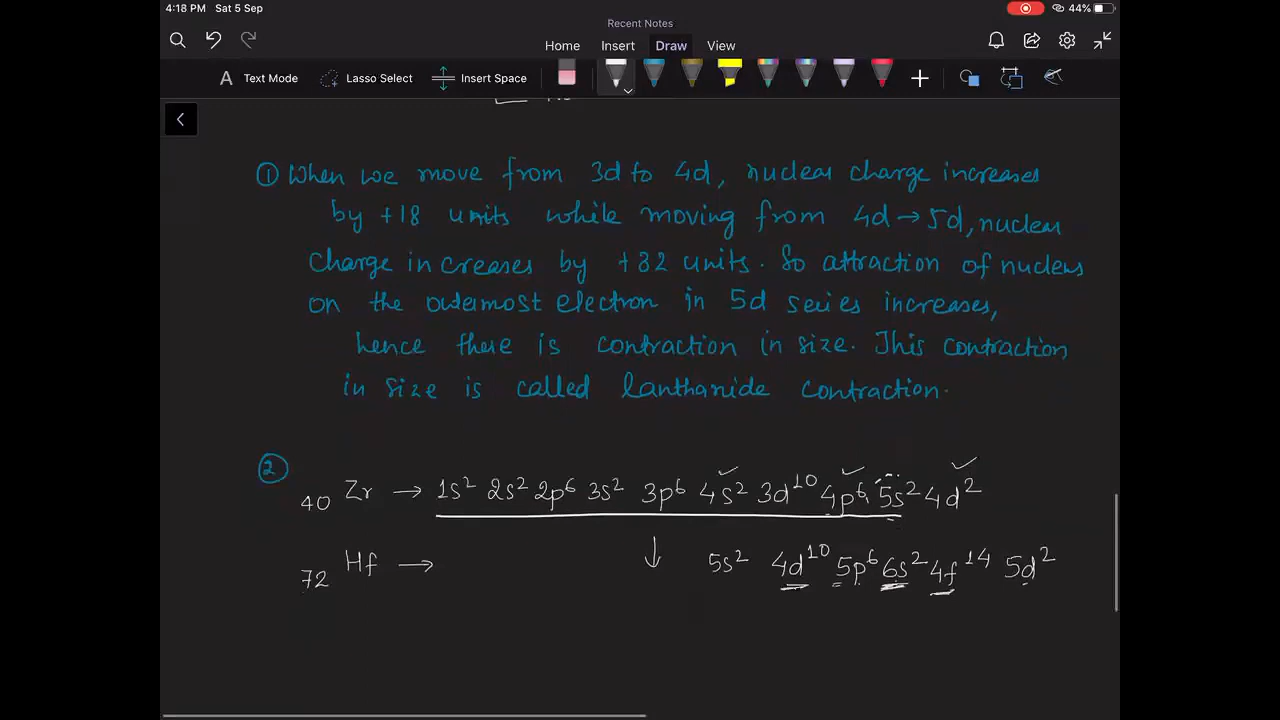 4:18 PM Sat 5 Sep
44%
Recent Notes
Home Insert Draw View
Text Mode Lasso Select Insert Space
① When we move from 3d to 4d, nuclear charge increases
by +18 units while moving from 4d → 5d, nuclear
charge increases by +32 units. So attraction of nucleus
on the outermost electron in 5d series increases,
hence there is contraction in size. This contraction
in size is called lanthanide contraction.
②
₄₀Zr → 1s² 2s² 2p⁶ 3s² 3p⁶ 4s² 3d¹⁰ 4p⁶ 5s² 4d²
₇₂Hf → ↓ 5s² 4d¹⁰ 5p⁶ 6s² 4f¹⁴ 5d²